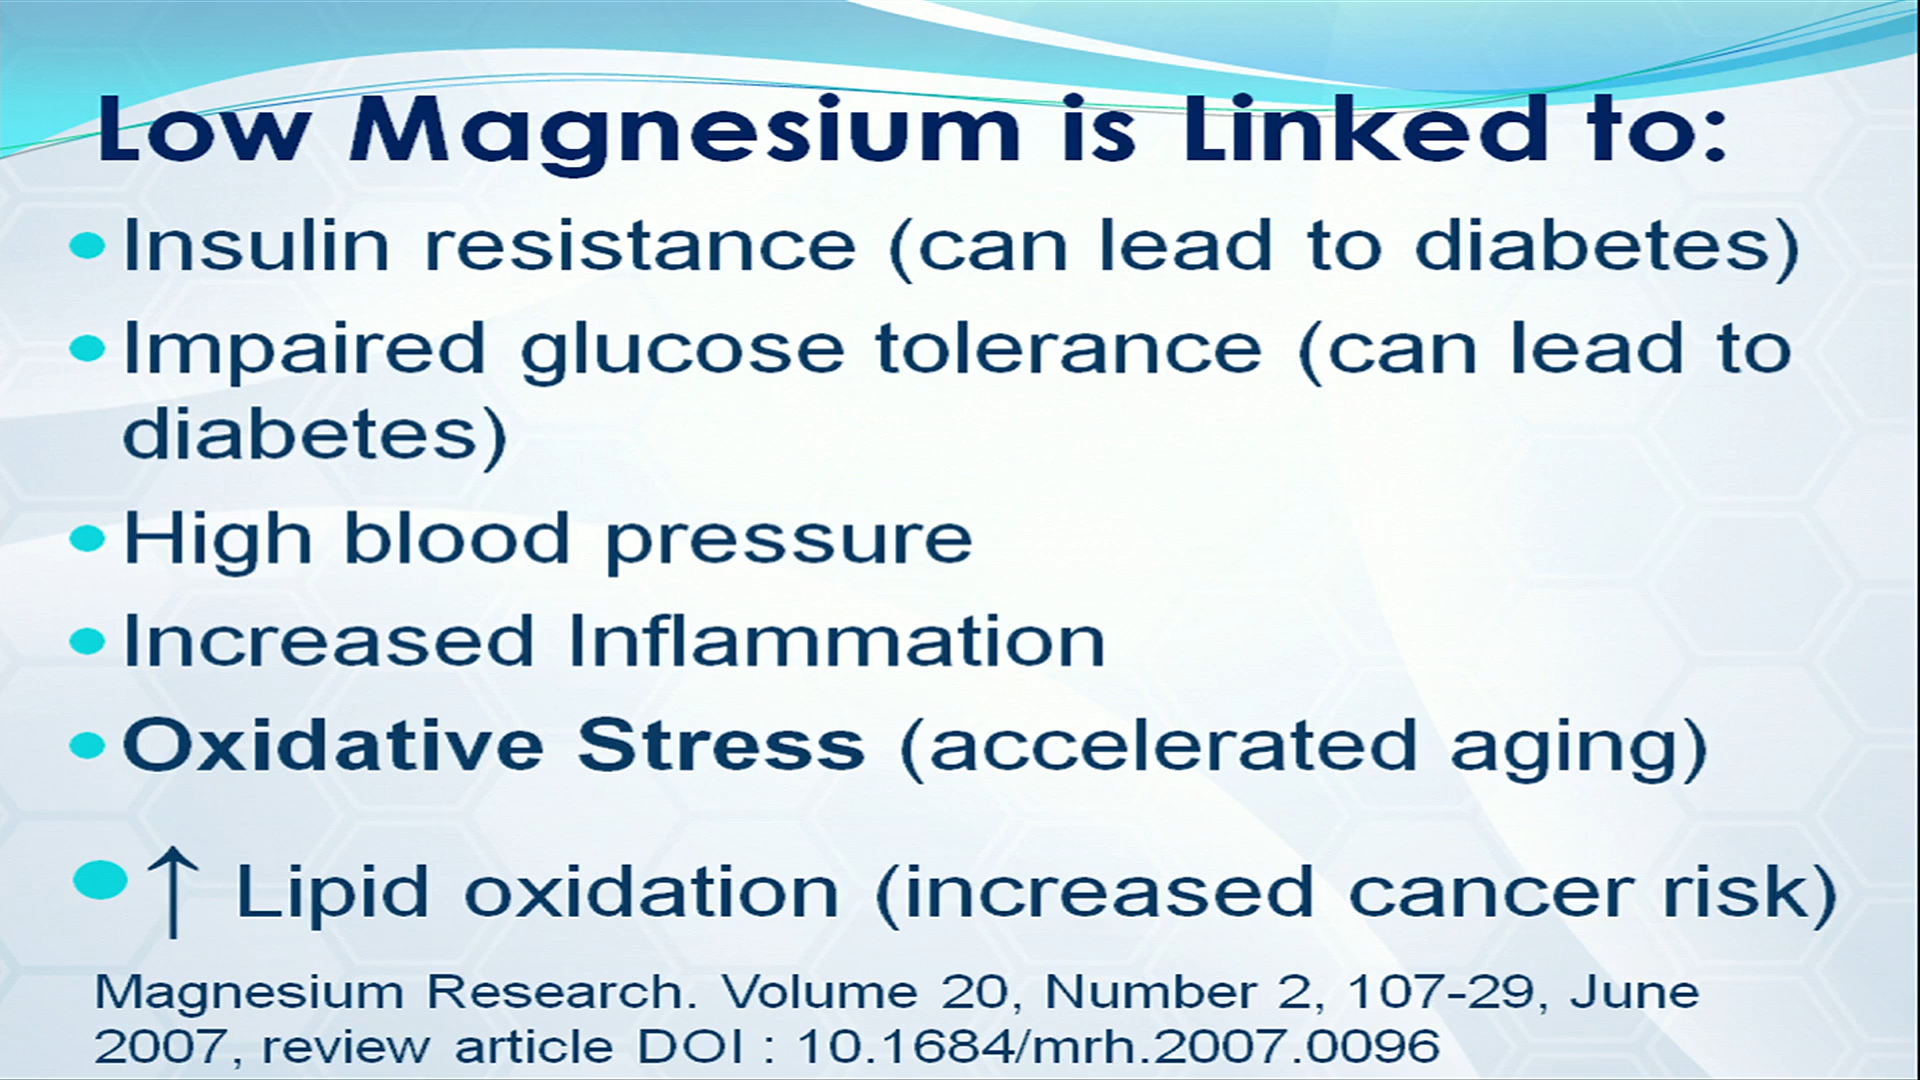 Low Magnesium is Linked to:
• Insulin resistance (can lead to diabetes)
• Impaired glucose tolerance (can lead to
diabetes)
• High blood pressure
• Increased Inflammation
• Oxidative Stress (accelerated aging)
• ↑ Lipid oxidation (increased cancer risk)
Magnesium Research. Volume 20, Number 2, 107-29, June
2007, review article DOI : 10.1684/mrh.2007.0096